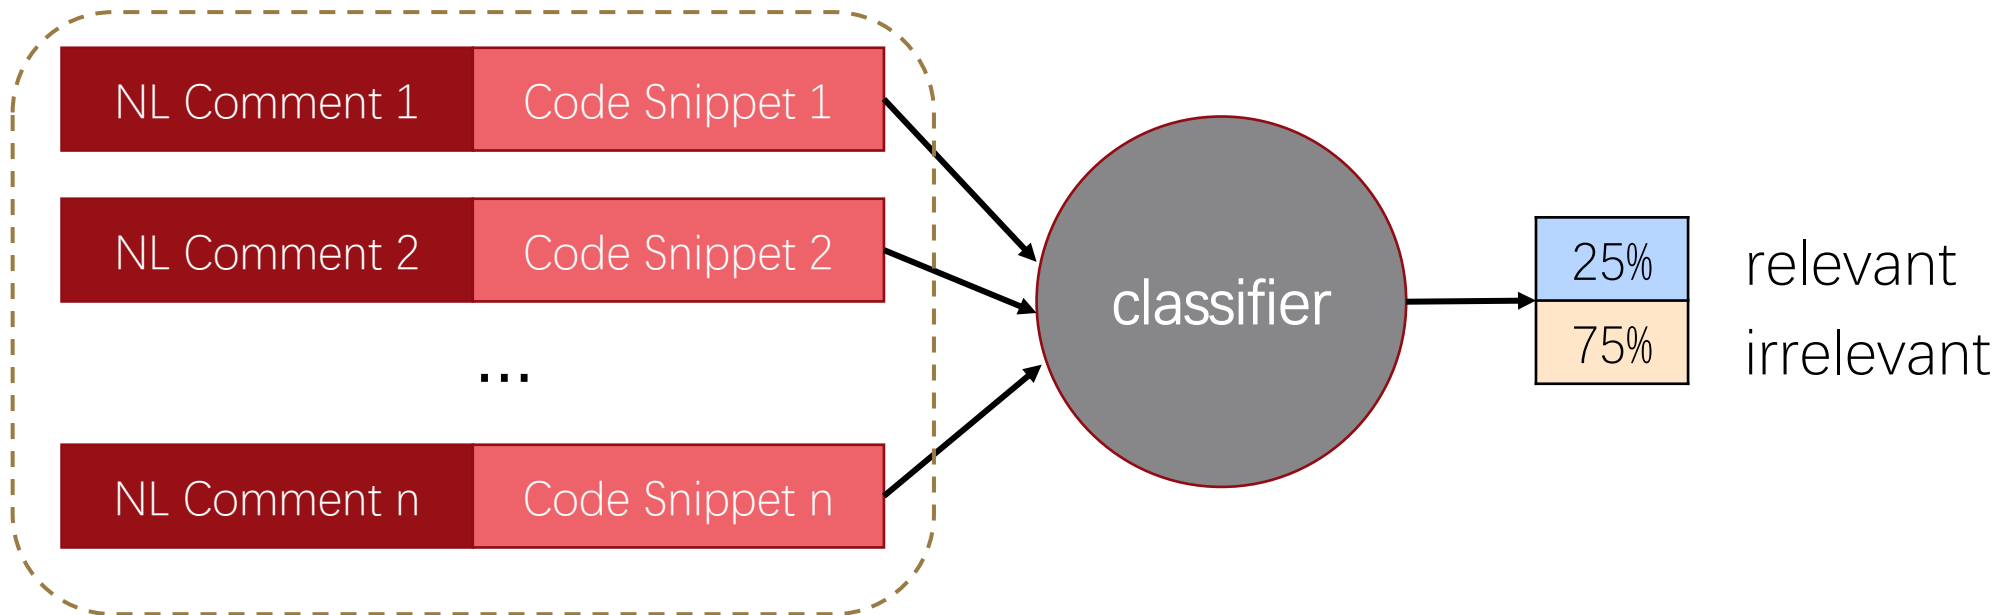 NL Comment 1 Code Snippet 1
NL Comment 2 Code Snippet 2
...
NL Comment n Code Snippet n
classifier
25% relevant
75% irrelevant